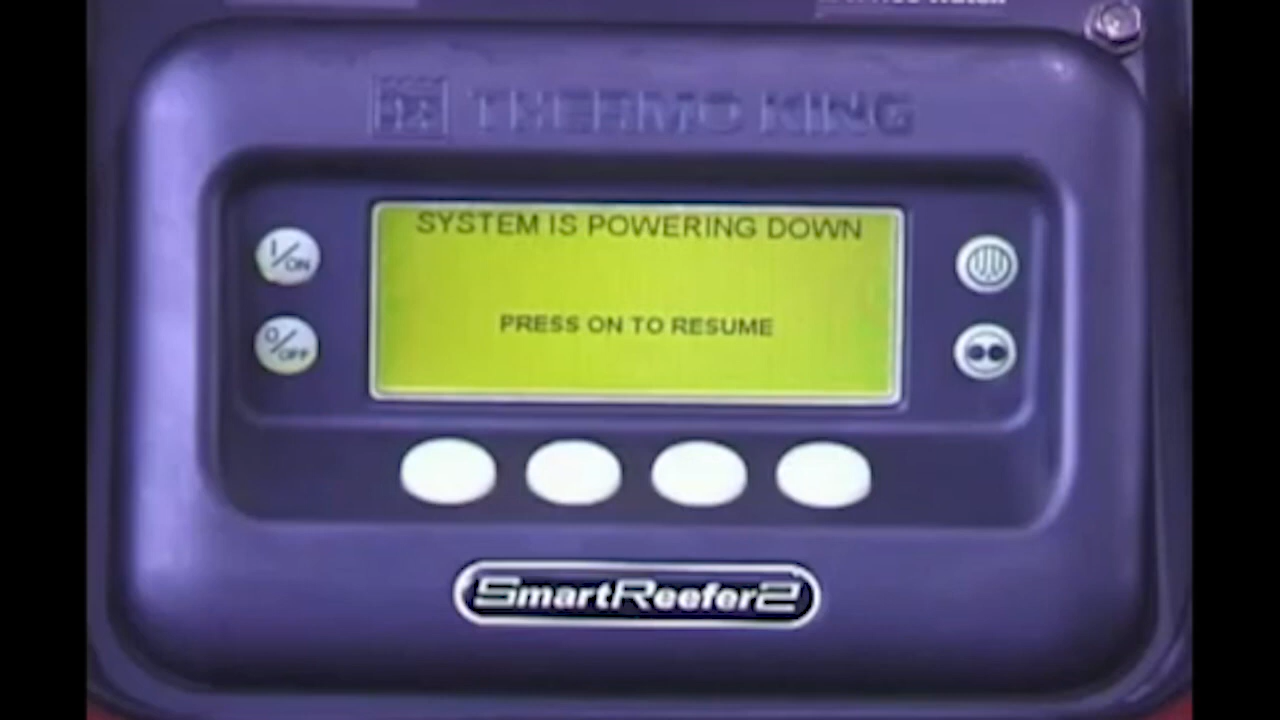 THERMO KING
SYSTEM IS POWERING DOWN
I/ON
PRESS ON TO RESUME
O/OFF
SmartReefer2